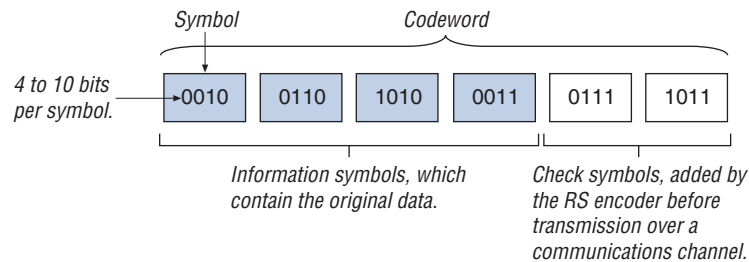 Symbol
Codeword
4 to 10 bits
per symbol.
0010 0110 1010 0011 0111 1011
Information symbols, which
contain the original data.
Check symbols, added by
the RS encoder before
transmission over a
communications channel.